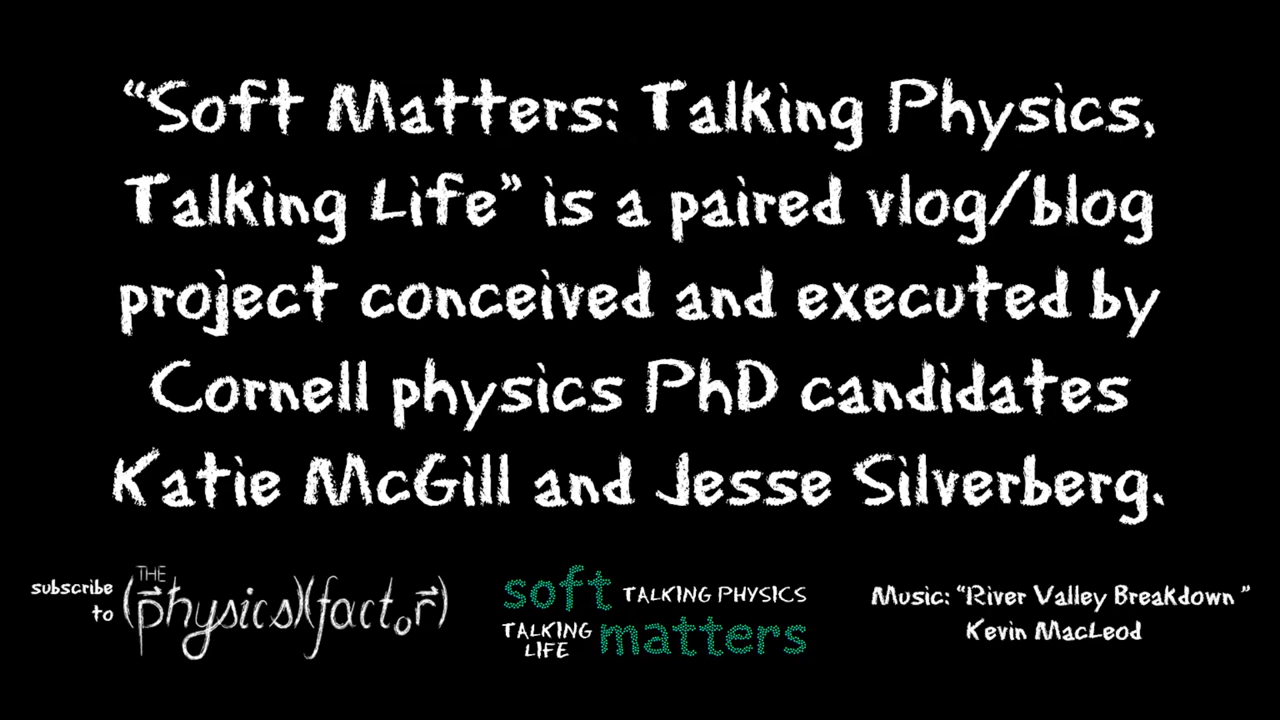 “Soft Matters: Talking Physics,
Talking Life” is a paired vlog/blog
project conceived and executed by
Cornell physics PhD candidates
Katie McGill and Jesse Silverberg.
subscribe
to
THE
(physics)(factor)
soft TALKING PHYSICS
TALKING
LIFE
matters
Music: “River Valley Breakdown ”
Kevin MacLeod